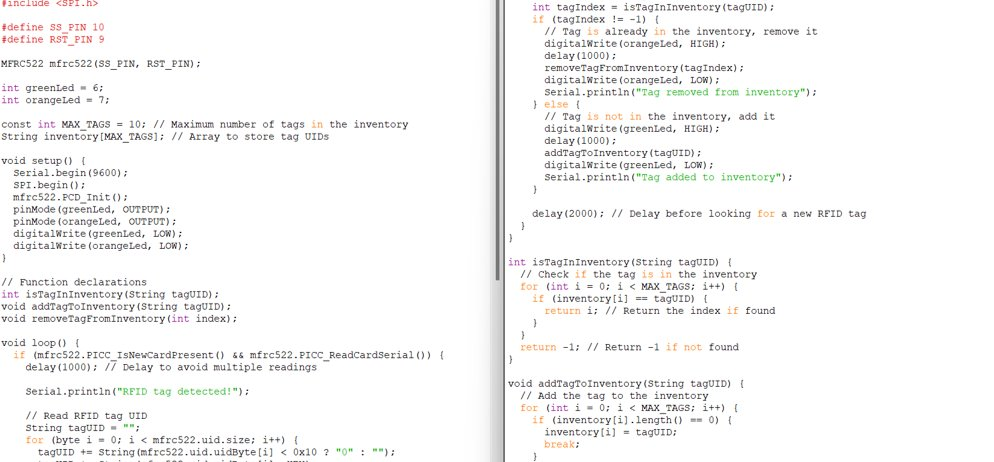 #include <SPI.h>
#define SS_PIN 10
#define RST_PIN 9
MFRC522 mfrc522(SS_PIN, RST_PIN);
int greenLed = 6;
int orangeLed = 7;
const int MAX_TAGS = 10; // Maximum number of tags in the inventory
String inventory[MAX_TAGS]; // Array to store tag UIDs
void setup() {
  Serial.begin(9600);
  SPI.begin();
  mfrc522.PCD_Init();
  pinMode(greenLed, OUTPUT);
  pinMode(orangeLed, OUTPUT);
  digitalWrite(greenLed, LOW);
  digitalWrite(orangeLed, LOW);
}
// Function declarations
int isTagInInventory(String tagUID);
void addTagToInventory(String tagUID);
void removeTagFromInventory(int index);
void loop() {
  if (mfrc522.PICC_IsNewCardPresent() && mfrc522.PICC_ReadCardSerial()) {
    delay(1000); // Delay to avoid multiple readings
    Serial.println("RFID tag detected!");
    // Read RFID tag UID
    String tagUID = "";
    for (byte i = 0; i < mfrc522.uid.size; i++) {
      tagUID += String(mfrc522.uid.uidByte[i] < 0x10 ? "0" : "");
    int tagIndex = isTagInInventory(tagUID);
    if (tagIndex != -1) {
      // Tag is already in the inventory, remove it
      digitalWrite(orangeLed, HIGH);
      delay(1000);
      removeTagFromInventory(tagIndex);
      digitalWrite(orangeLed, LOW);
      Serial.println("Tag removed from inventory");
    } else {
      // Tag is not in the inventory, add it
      digitalWrite(greenLed, HIGH);
      delay(1000);
      addTagToInventory(tagUID);
      digitalWrite(greenLed, LOW);
      Serial.println("Tag added to inventory");
    }
    delay(2000); // Delay before looking for a new RFID tag
  }
}
int isTagInInventory(String tagUID) {
  // Check if the tag is in the inventory
  for (int i = 0; i < MAX_TAGS; i++) {
    if (inventory[i] == tagUID) {
      return i; // Return the index if found
    }
  }
  return -1; // Return -1 if not found
}
void addTagToInventory(String tagUID) {
  // Add the tag to the inventory
  for (int i = 0; i < MAX_TAGS; i++) {
    if (inventory[i].length() == 0) {
      inventory[i] = tagUID;
      break;
    }